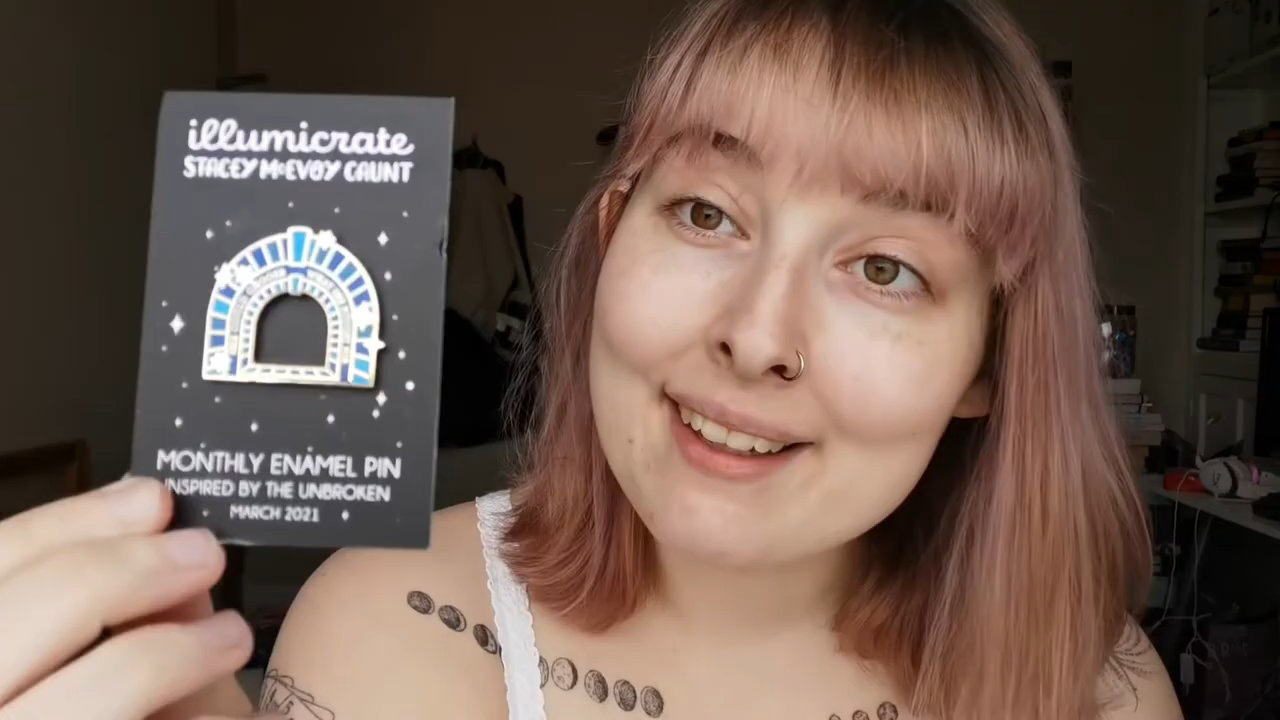 illumicrate
STACEY McEVOY CAUNT
MONTHLY ENAMEL PIN
INSPIRED BY THE UNBROKEN
MARCH 2021